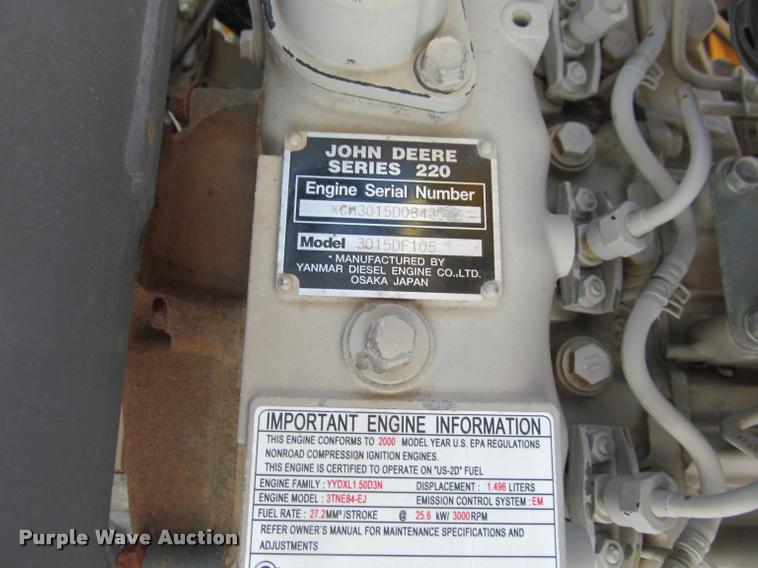 JOHN DEERE
SERIES 220
Engine Serial Number
Model 3015DF105
· MANUFACTURED BY
YANMAR DIESEL ENGINE CO.,LTD.
OSAKA JAPAN
IMPORTANT ENGINE INFORMATION
THIS ENGINE CONFORMS TO 2000 MODEL YEAR U.S. EPA REGULATIONS
NONROAD COMPRESSION IGNITION ENGINES.
THIS ENGINE IS CERTIFIED TO OPERATE ON "US-2D" FUEL
ENGINE FAMILY : YYDXL1.50D3N DISPLACEMENT : 1.496 LITERS
ENGINE MODEL : 3TNE84-EJ EMISSION CONTROL SYSTEM : EM
FUEL RATE : 27.2MM³ /STROKE @ 25.6 kW/ 3000RPM
REFER OWNER'S MANUAL FOR MAINTENANCE SPECIFICATIONS AND
ADJUSTMENTS
Purple Wave Auction